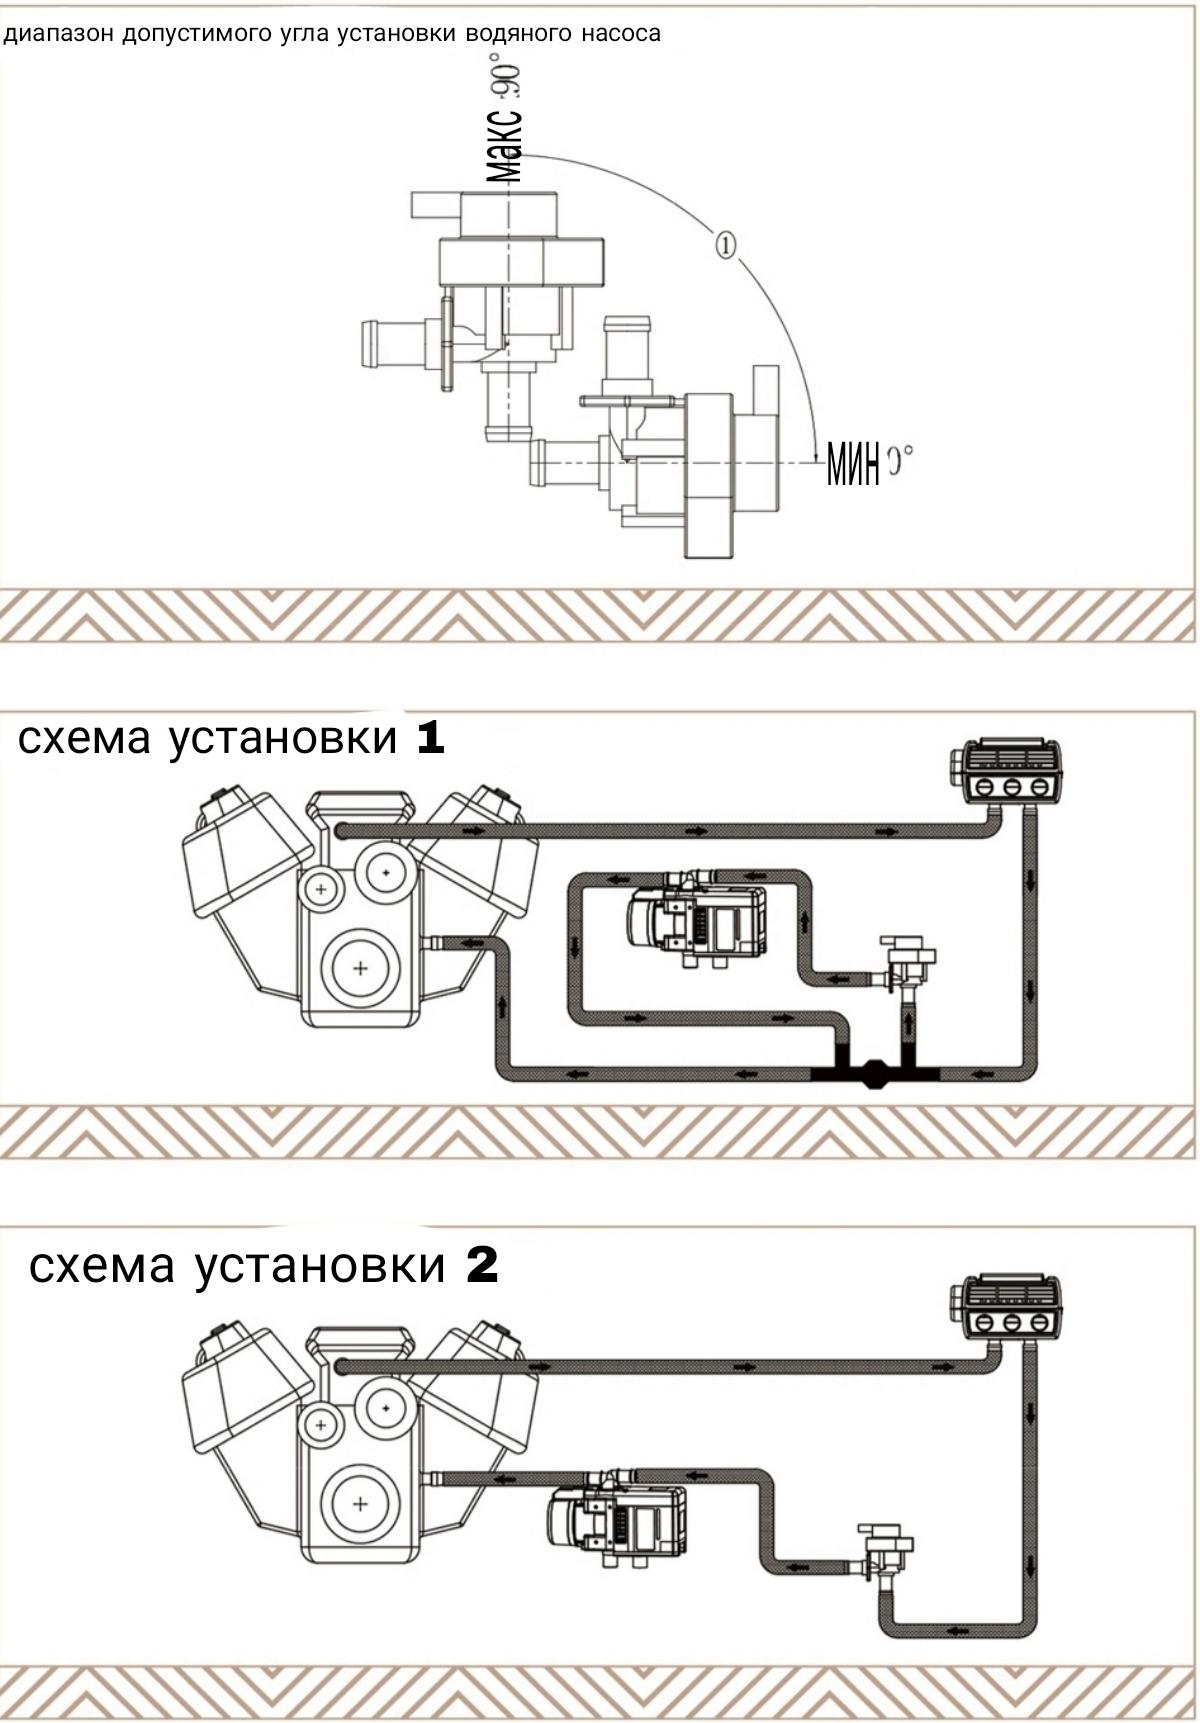 диапазон допустимого угла установки водяного насоса
макс 90°
①
МИН 0°
схема установки 1
схема установки 2